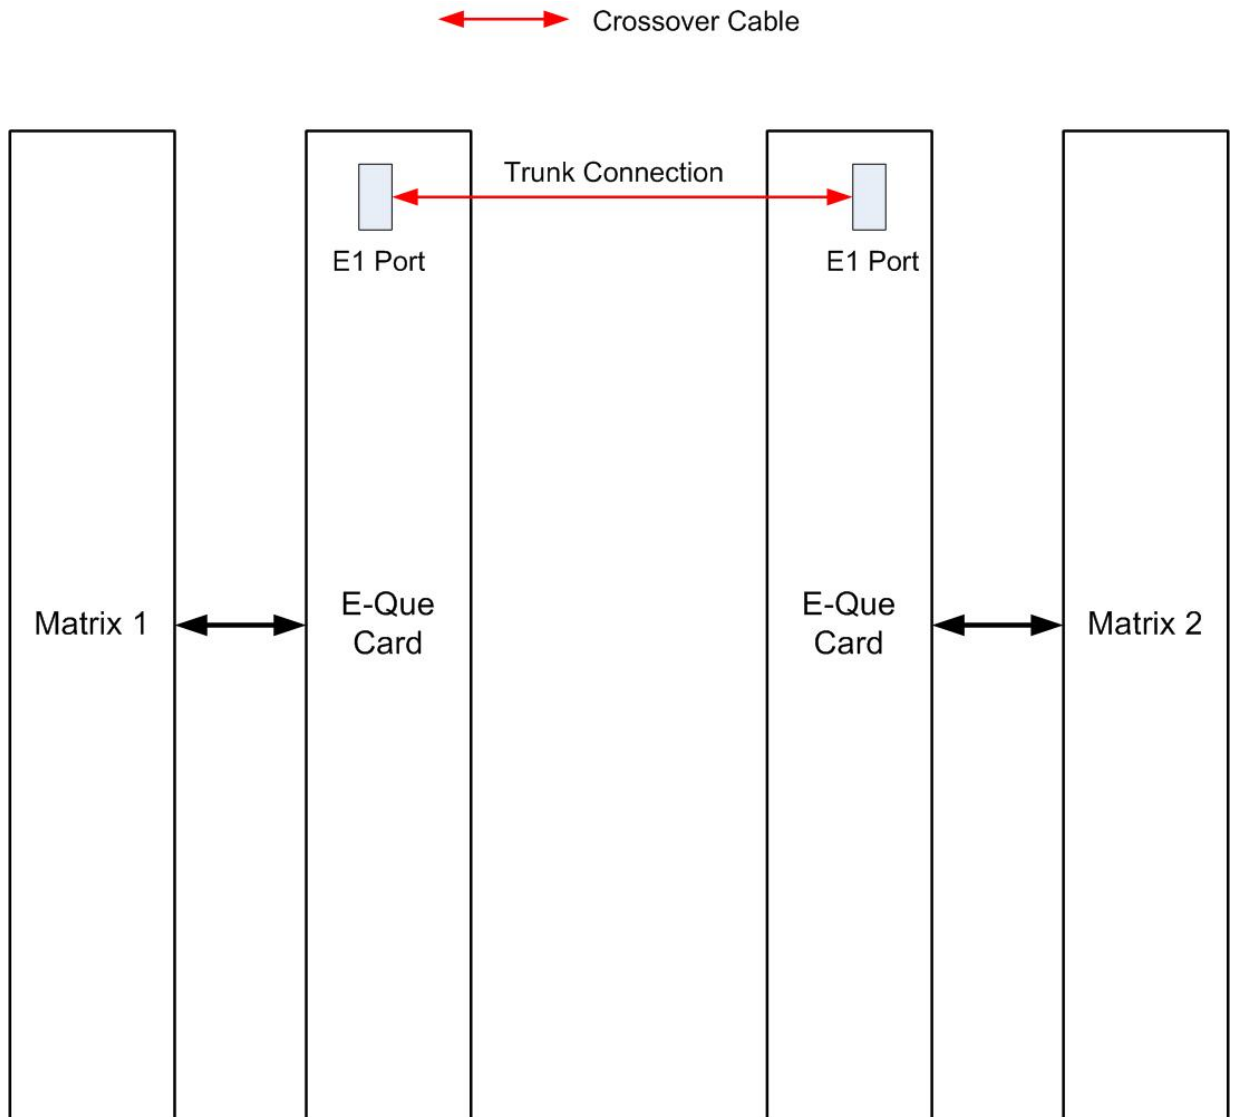 Crossover Cable
Trunk Connection
E1 Port
E1 Port
Matrix 1
E-Que
Card
E-Que
Card
Matrix 2